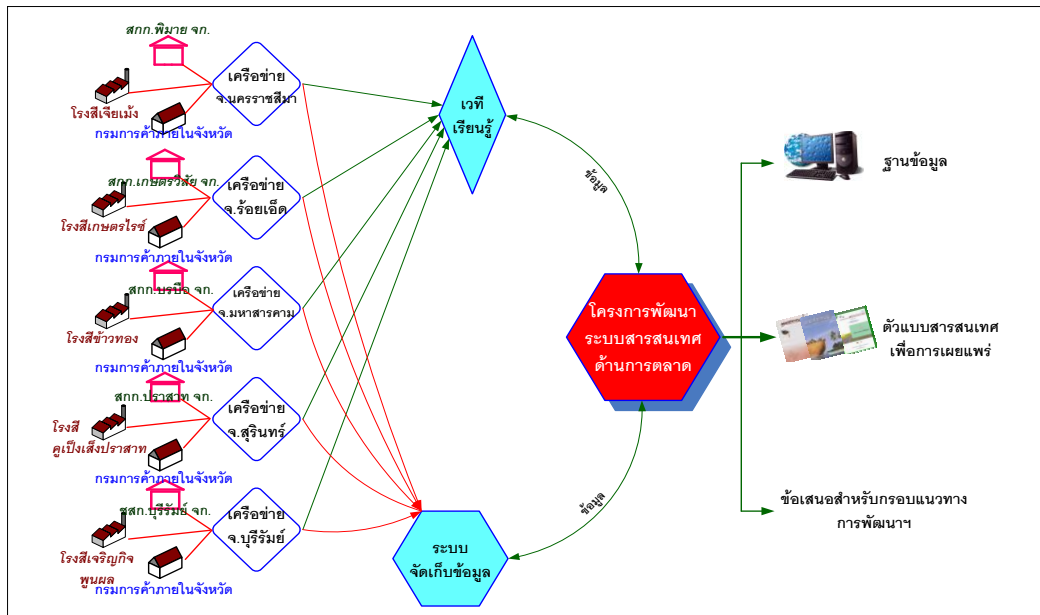 สกก.พิมาย จก.
เครือข่าย
จ.นครราชสีมา
โรงสีเจียเม้ง
กรมการค้าภายในจังหวัด
สกก.เกษตรวิสัย จก.
เครือข่าย
จ.ร้อยเอ็ด
โรงสีเกษตรไรซ์
กรมการค้าภายในจังหวัด
สกก.บรบือ จก.
เครือข่าย
จ.มหาสารคาม
โรงสีข้าวทอง
กรมการค้าภายในจังหวัด
สกก.ปราสาท จก.
เครือข่าย
จ.สุรินทร์
โรงสี
คูเป็งเส็งปราสาท
กรมการค้าภายในจังหวัด
ชสก.บุรีรัมย์ จก.
เครือข่าย
จ.บุรีรัมย์
โรงสีเจริญกิจ
พูนผล
กรมการค้าภายในจังหวัด
เวที
เรียนรู้
ระบบ
จัดเก็บข้อมูล
ข้อมูล
ข้อมูล
โครงการพัฒนา
ระบบสารสนเทศ
ด้านการตลาด
ฐานข้อมูล
ตัวแบบสารสนเทศ
เพื่อการเผยแพร่
ข้อเสนอสำหรับกรอบแนวทาง
การพัฒนาฯ